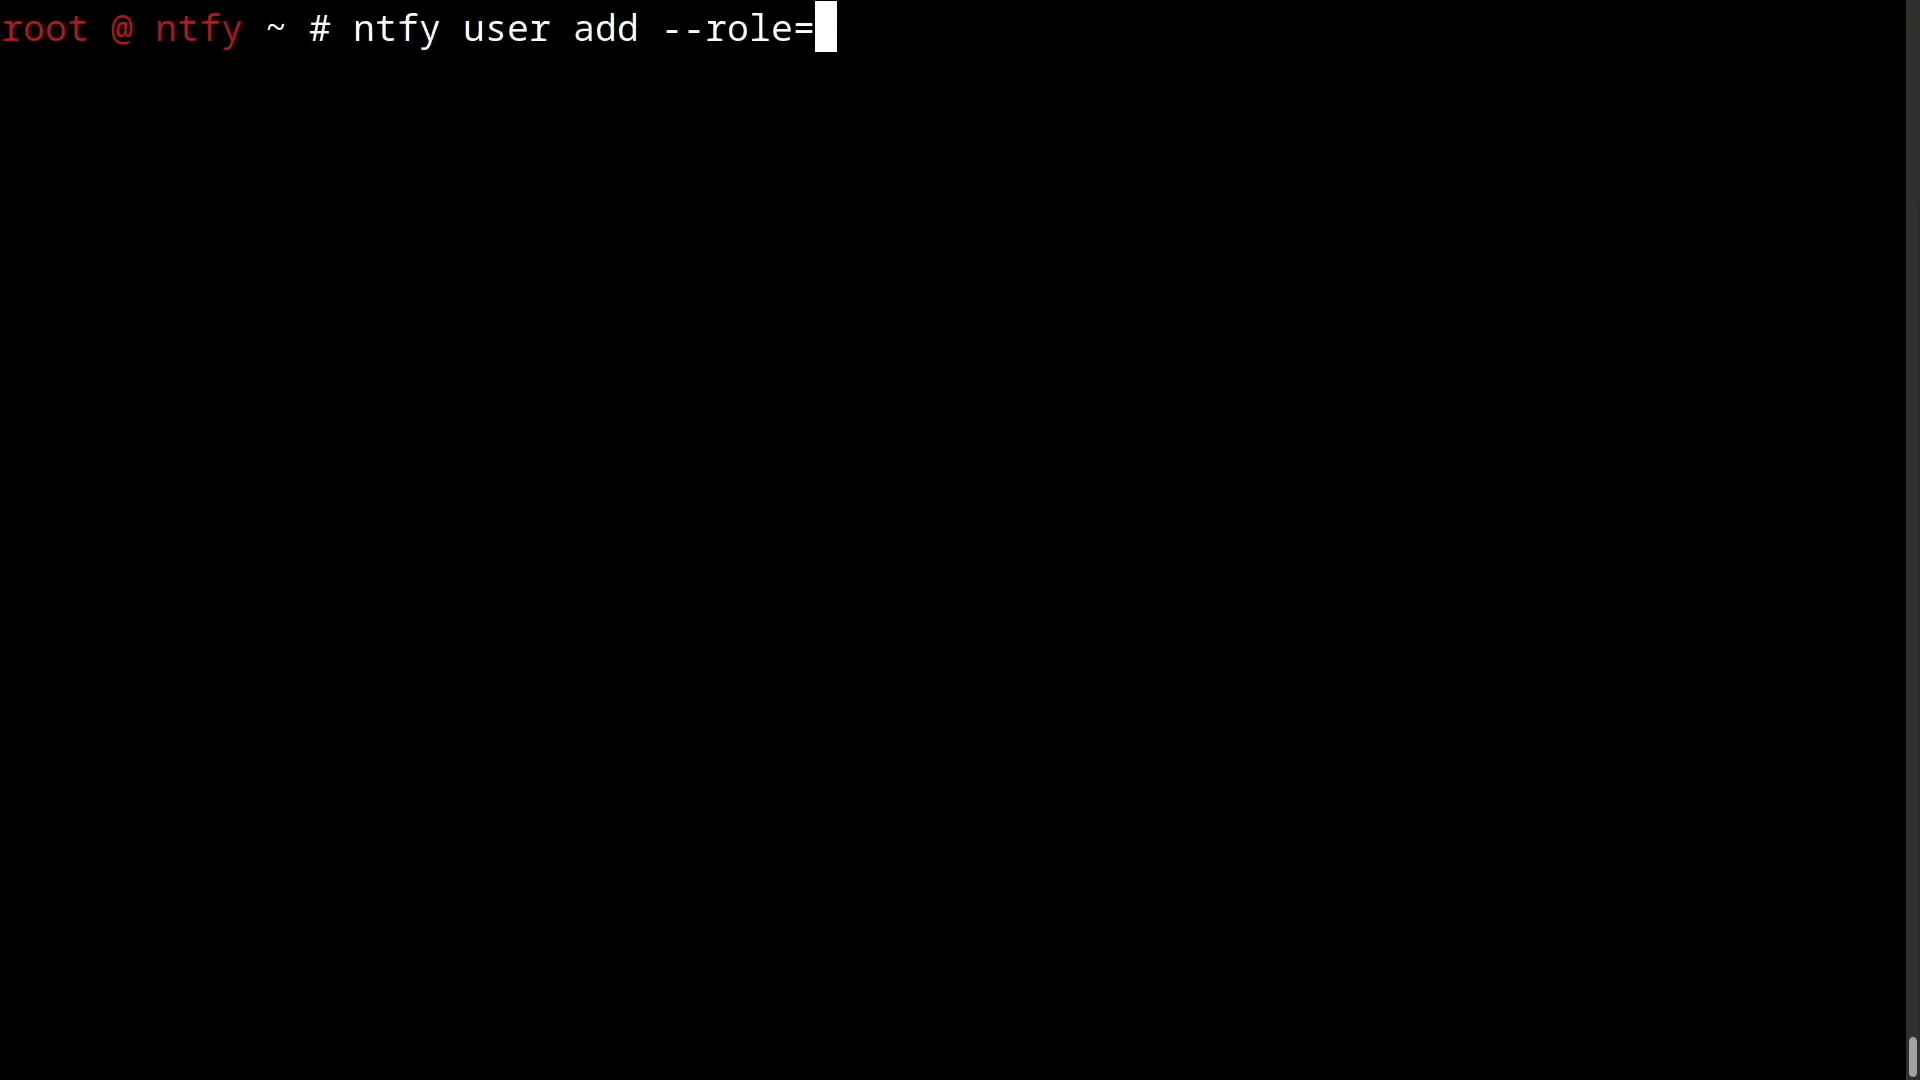 root @ ntfy ~ # ntfy user add --role=